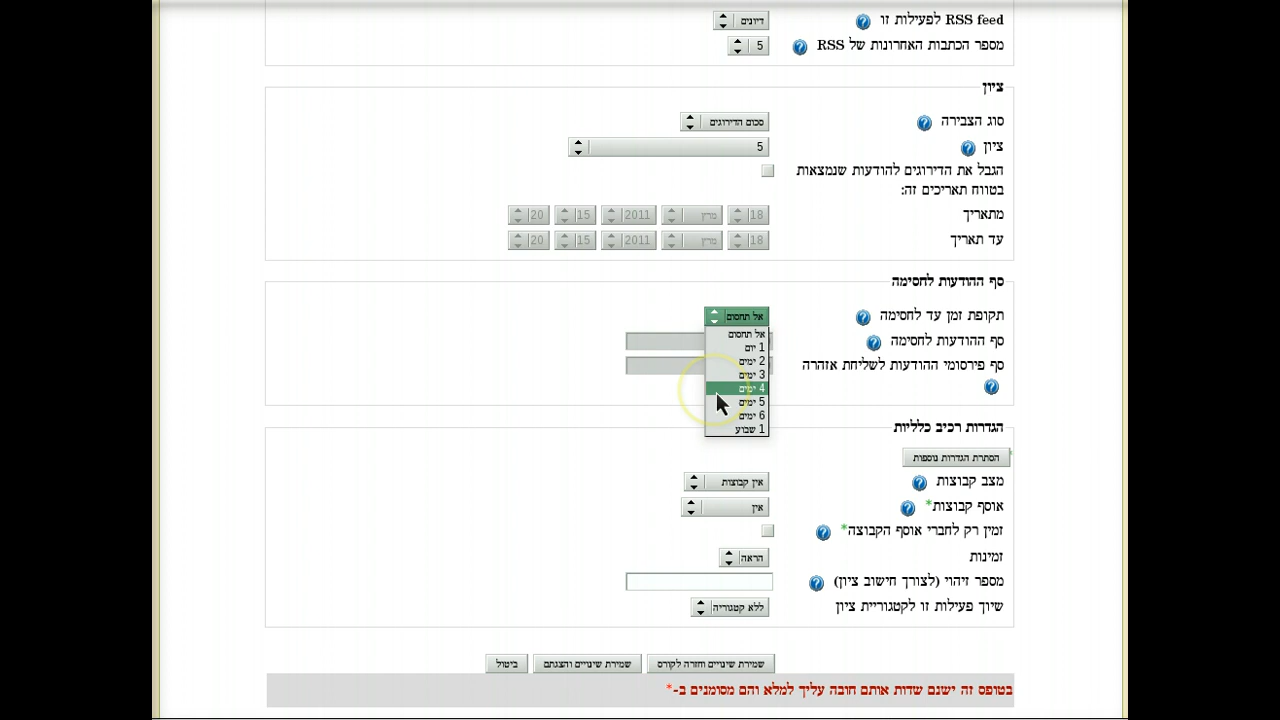 RSS feed לפעילות זו דיונים
מספר הכתבות האחרונות של RSS 5
ציון
סוג הצבירה סכום הדירוגים
ציון 5
הגבל את הדירוגים להודעות שנמצאות
בטווח תאריכים זה:
מתאריך 18 מרץ 2011 15 20
עד תאריך 18 מרץ 2011 15 20
סף ההודעות לחסימה
תקופת זמן עד לחסימה אל תחסום
אל תחסום
סף ההודעות לחסימה
1 יום
2 ימים
סף פירסומי ההודעות לשליחת אזהרה
3 ימים
4 ימים
5 ימים
6 ימים
1 שבוע
הגדרות רכיב כלליות
הסתרת הגדרות נוספות
מצב קבוצות אין קבוצות
אוסף קבוצות* אין
זמין רק לחברי אוסף הקבוצה*
זמינות הראה
מספר זיהוי (לצורך חישוב ציון)
שיוך פעילות זו לקטגוריית ציון ללא קטגוריה
שמירת שינויים וחזרה לקורס שמירת שינויים והצגתם ביטול
בטופס זה ישנם שדות אותם חובה עליך למלא והם מסומנים ב-*